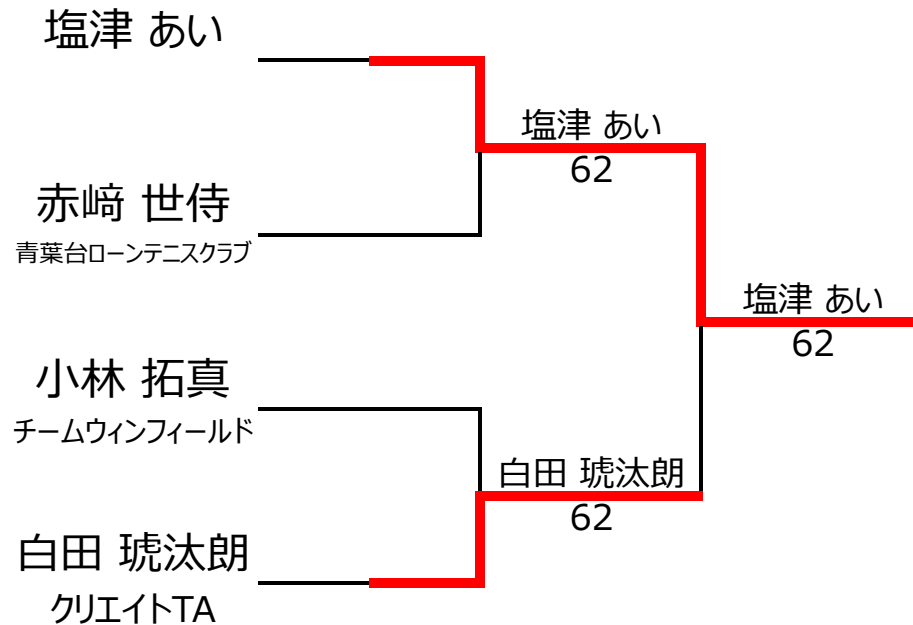 塩津 あい
塩津 あい
62
赤﨑 世侍
青葉台ローンテニスクラブ
塩津 あい
62
小林 拓真
チームウィンフィールド
白田 琥汰朗
62
白田 琥汰朗
クリエイトTA